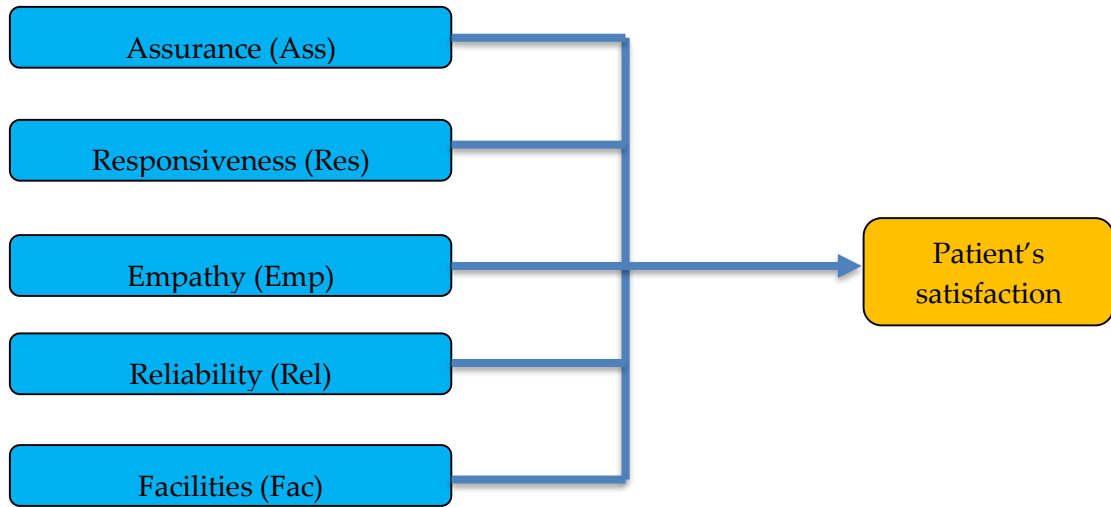 Assurance (Ass)
Responsiveness (Res)
Empathy (Emp)
Reliability (Rel)
Facilities (Fac)
Patient’s
satisfaction